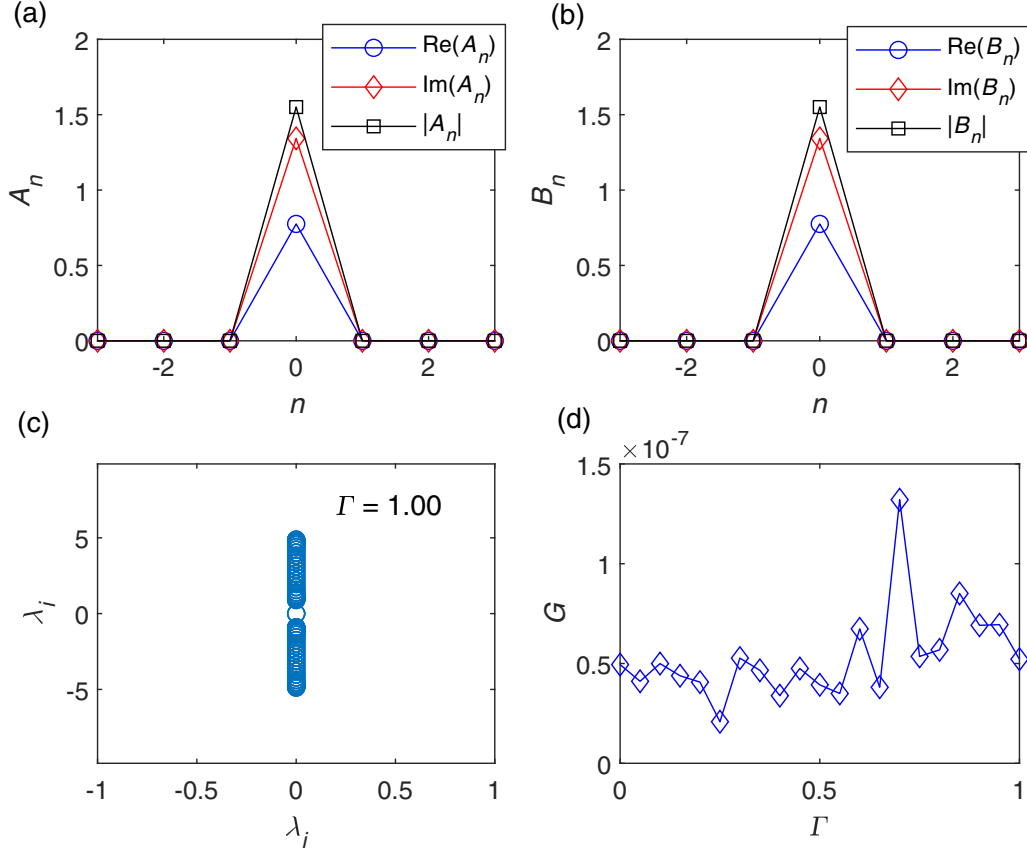 (a)
2
1.5
1
0.5
0
A_n
-2
0
2
n
Re(A_n)
Im(A_n)
|A_n|
(b)
2
1.5
1
0.5
0
B_n
-2
0
2
n
Re(B_n)
Im(B_n)
|B_n|
(c)
5
0
-5
λ_i
Γ = 1.00
-1
-0.5
0
0.5
1
λ_i
(d)
×10^-7
1.5
1
0.5
0
G
0
0.5
1
Γ